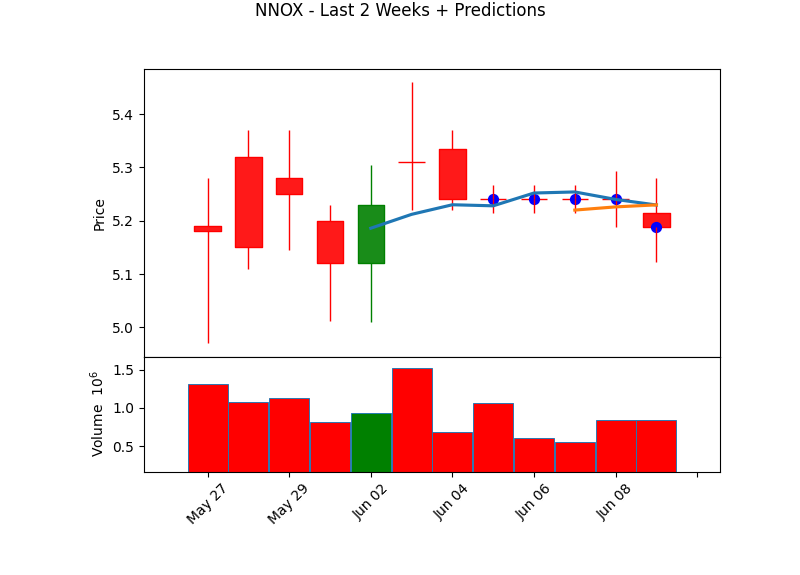 NNOX - Last 2 Weeks + Predictions
Price
5.4
5.3
5.2
5.1
5.0
Volume 10^6
1.5
1.0
0.5
May 27
May 29
Jun 02
Jun 04
Jun 06
Jun 08